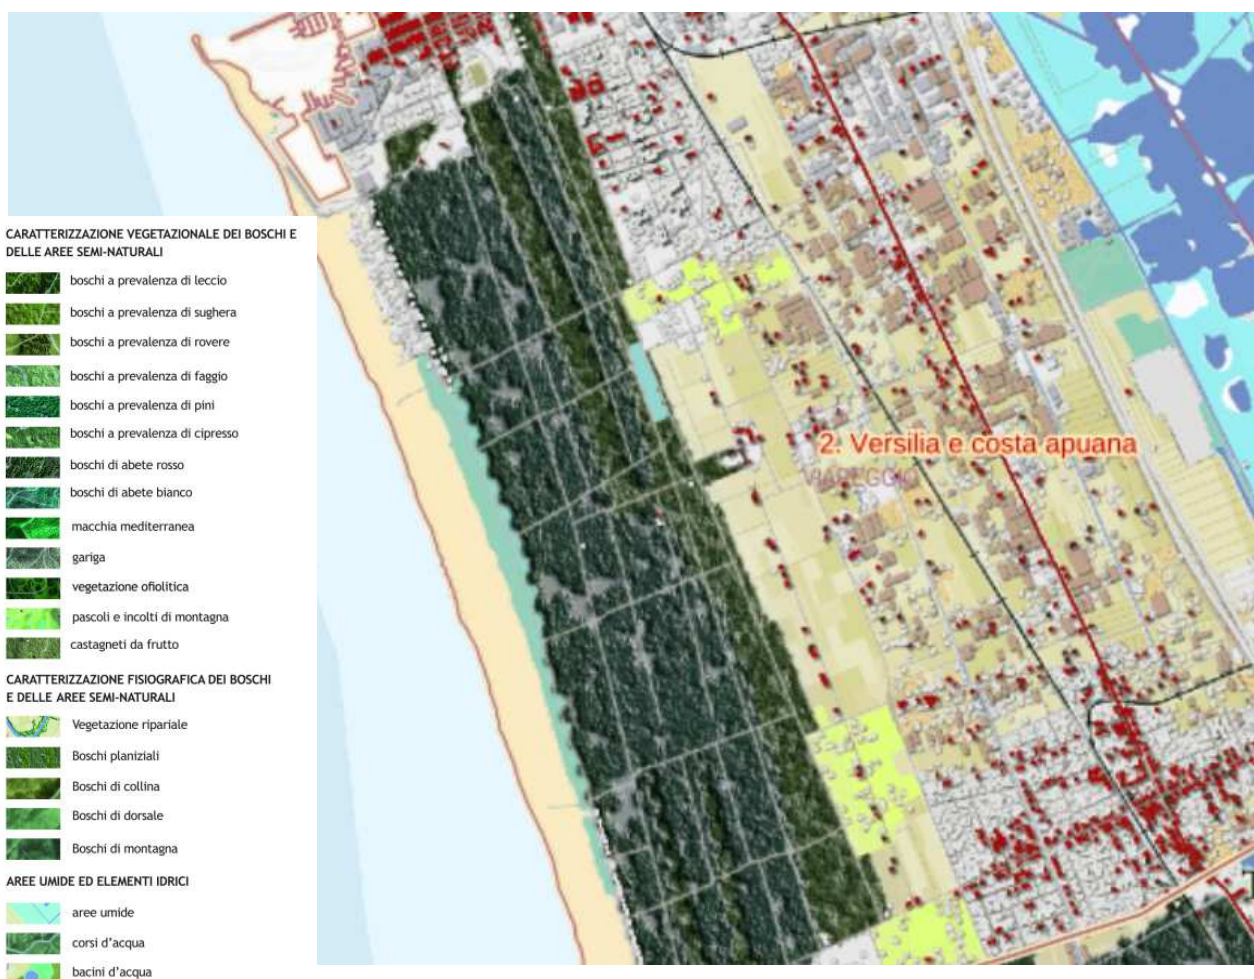 CARATTERIZZAZIONE VEGETAZIONALE DEI BOSCHI E
DELLE AREE SEMI-NATURALI
boschi a prevalenza di leccio
boschi a prevalenza di sughera
boschi a prevalenza di rovere
boschi a prevalenza di faggio
boschi a prevalenza di pini
boschi a prevalenza di cipresso
boschi di abete rosso
boschi di abete bianco
macchia mediterranea
gariga
vegetazione ofiolitica
pascoli e incolti di montagna
castagneti da frutto
CARATTERIZZAZIONE FISIOGRAFICA DEI BOSCHI
E DELLE AREE SEMI-NATURALI
Vegetazione ripariale
Boschi planiziali
Boschi di collina
Boschi di dorsale
Boschi di montagna
AREE UMIDE ED ELEMENTI IDRICI
aree umide
corsi d'acqua
bacini d'acqua
2. Versilia e costa apuana
VIAREGGIO